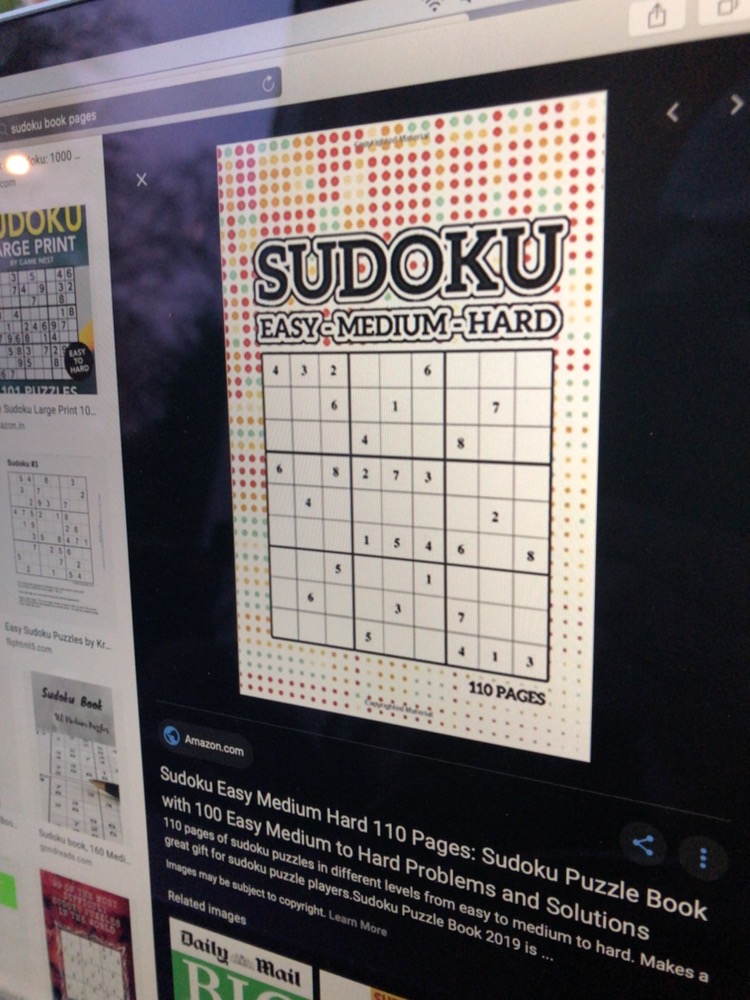 sudoku book pages
oku: 1000 ...
com
UDOKU
ARGE PRINT
BY GAME NEST
EASY
TO
HARD
101 PUZZLES
Sudoku Large Print 10...
azon.in
Sudoku #3
Easy Sudoku Puzzles by Kr...
fliphtml5.com
Sudoku Book
Sudoku book, 160 Medi...
goodreads.com
Copyrighted Material
SUDOKU
EASY-MEDIUM-HARD
4 3 2 6
6 1 7
4 8
6 8 2 7 3
4 2
1 5 4 6 8
5 1
6 3 7
5 4 1 3
110 PAGES
Copyrighted Material
Amazon.com
Sudoku Easy Medium Hard 110 Pages: Sudoku Puzzle Book
with 100 Easy Medium to Hard Problems and Solutions
110 pages of sudoku puzzles in different levels from easy to medium to hard. Makes a
great gift for sudoku puzzle players.Sudoku Puzzle Book 2019 is ...
Images may be subject to copyright. Learn More
Related images
Daily Mail
BIG